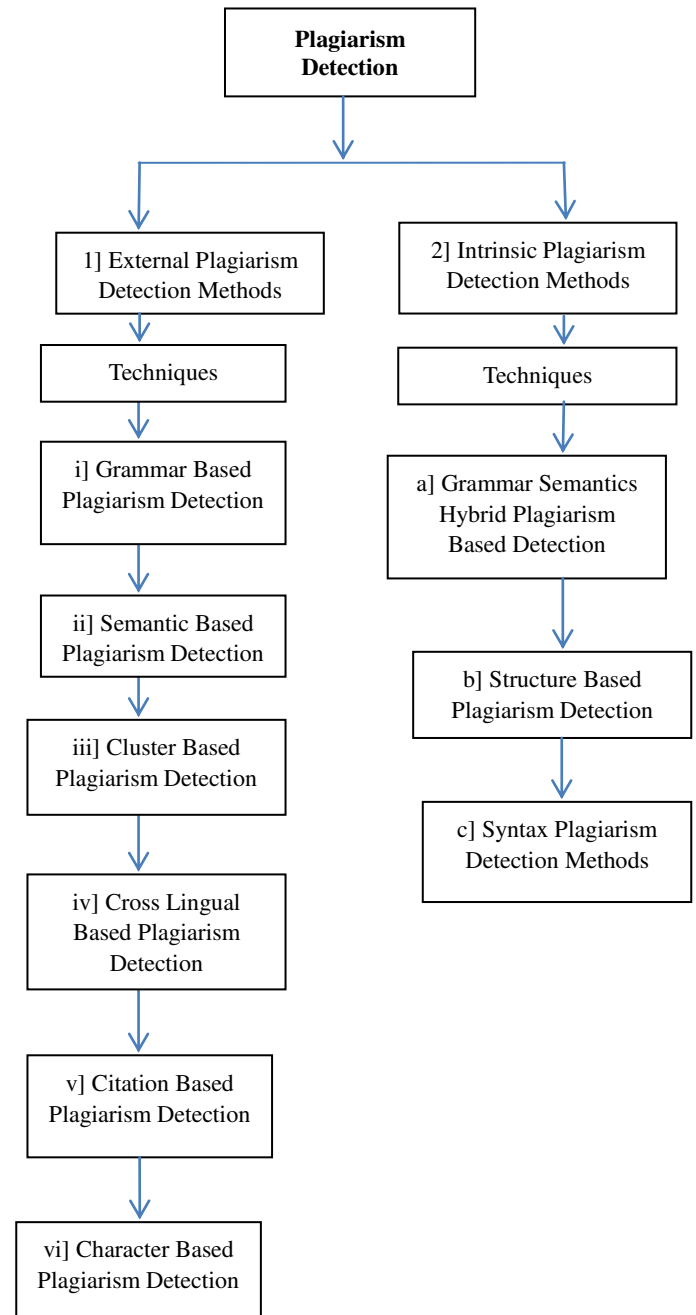 Plagiarism
Detection
1] External Plagiarism
Detection Methods
Techniques
i] Grammar Based
Plagiarism Detection
ii] Semantic Based
Plagiarism Detection
iii] Cluster Based
Plagiarism Detection
iv] Cross Lingual
Based Plagiarism
Detection
v] Citation Based
Plagiarism Detection
vi] Character Based
Plagiarism Detection
2] Intrinsic Plagiarism
Detection Methods
Techniques
a] Grammar Semantics
Hybrid Plagiarism
Based Detection
b] Structure Based
Plagiarism Detection
c] Syntax Plagiarism
Detection Methods